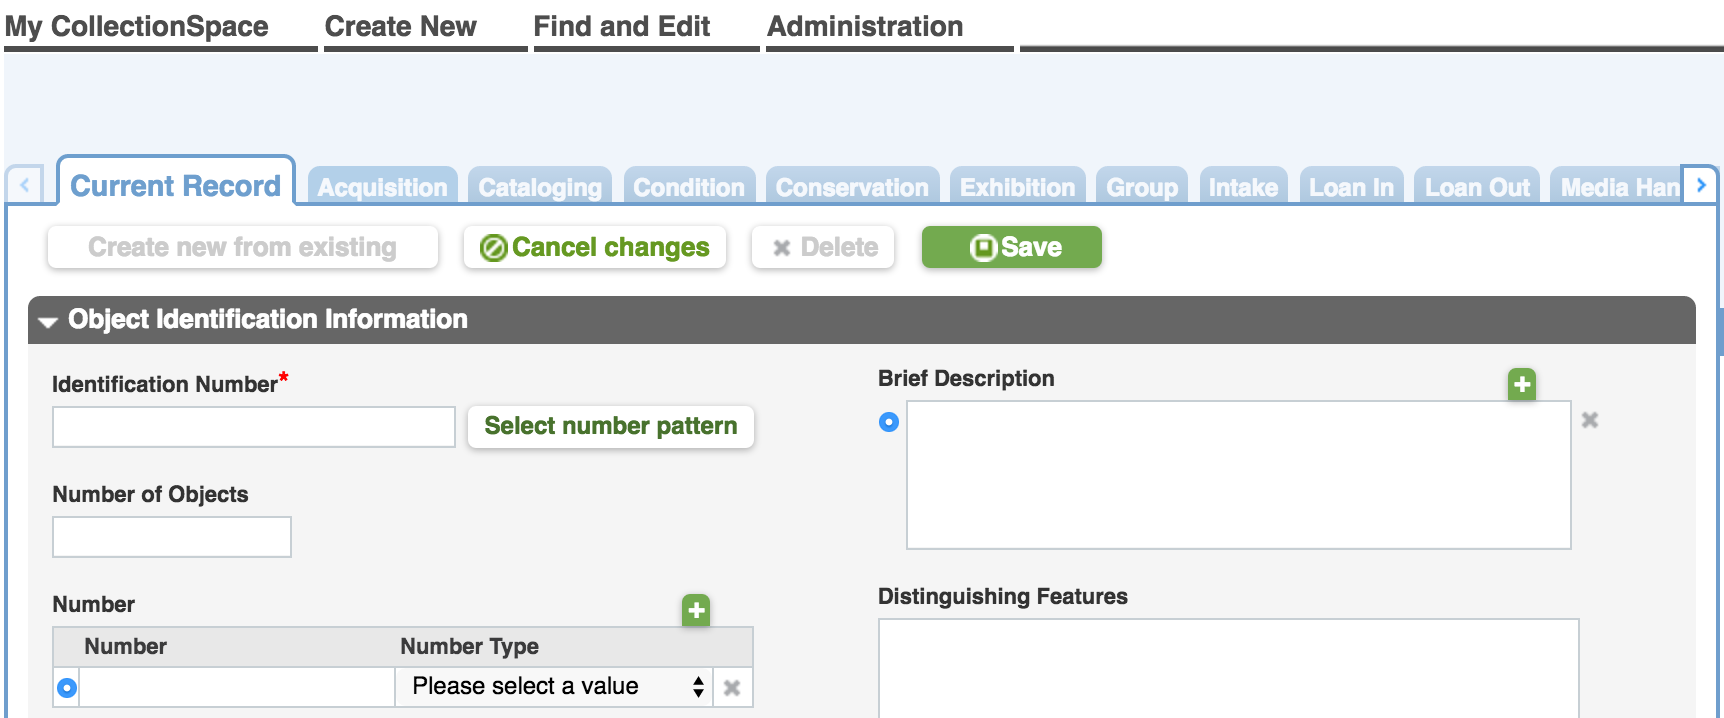 My CollectionSpace Create New Find and Edit Administration
Current Record Acquisition Cataloging Condition Conservation Exhibition Group Intake Loan In Loan Out Media Han
Create new from existing Cancel changes Delete Save
Object Identification Information
Identification Number*
Select number pattern
Number of Objects
Number
Number Number Type
Please select a value
Brief Description
Distinguishing Features